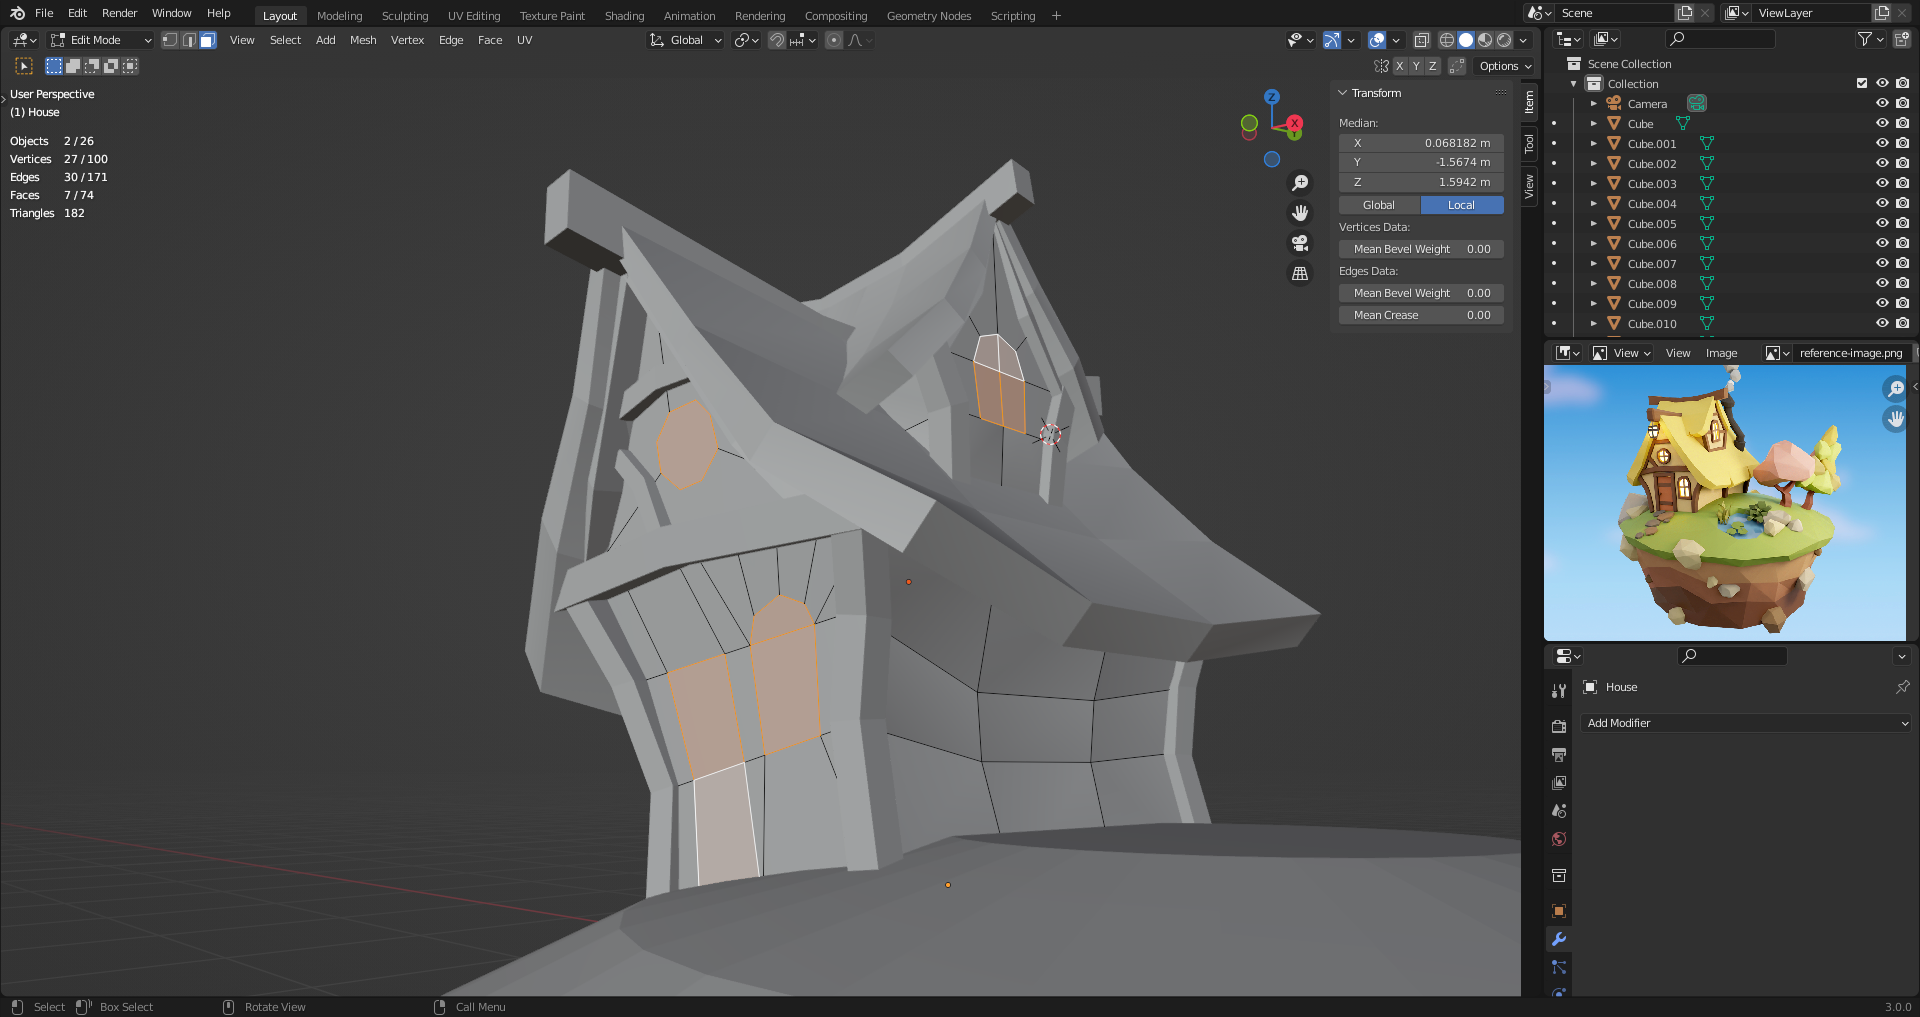 File Edit Render Window Help Layout Modeling Sculpting UV Editing Texture Paint Shading Animation Rendering Compositing Geometry Nodes Scripting + Scene ViewLayer
Edit Mode View Select Add Mesh Vertex Edge Face UV Global
X Y Z Options
User Perspective
(1) House
Objects 2 / 26
Vertices 27 / 100
Edges 30 / 171
Faces 7 / 74
Triangles 182
Z
X
Y
Transform
Median:
X 0.068182 m
Y -1.5674 m
Z 1.5942 m
Global Local
Vertices Data:
Mean Bevel Weight 0.00
Edges Data:
Mean Bevel Weight 0.00
Mean Crease 0.00
Item
Tool
View
Scene Collection
Collection
Camera
Cube
Cube.001
Cube.002
Cube.003
Cube.004
Cube.005
Cube.006
Cube.007
Cube.008
Cube.009
Cube.010
View View Image reference-image.png
House
Add Modifier
Select Box Select Rotate View Call Menu 3.0.0